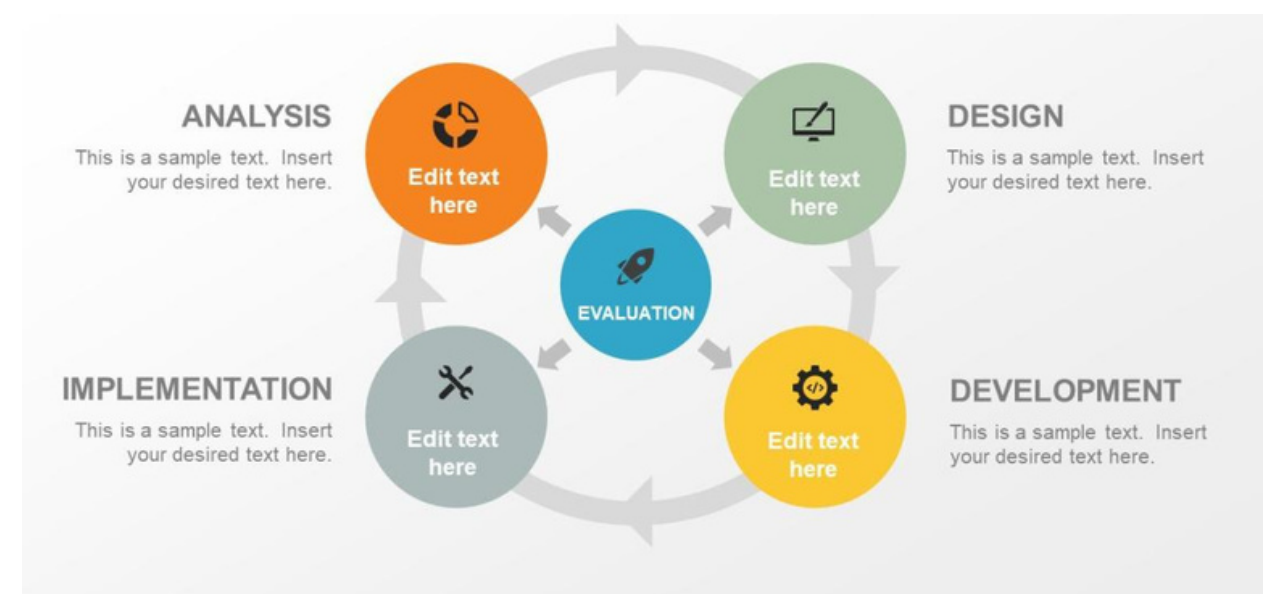 ANALYSIS
This is a sample text. Insert
your desired text here.
Edit text
here
Edit text
here
DESIGN
This is a sample text. Insert
your desired text here.
EVALUATION
IMPLEMENTATION
This is a sample text. Insert
your desired text here.
Edit text
here
</>
Edit text
here
DEVELOPMENT
This is a sample text. Insert
your desired text here.